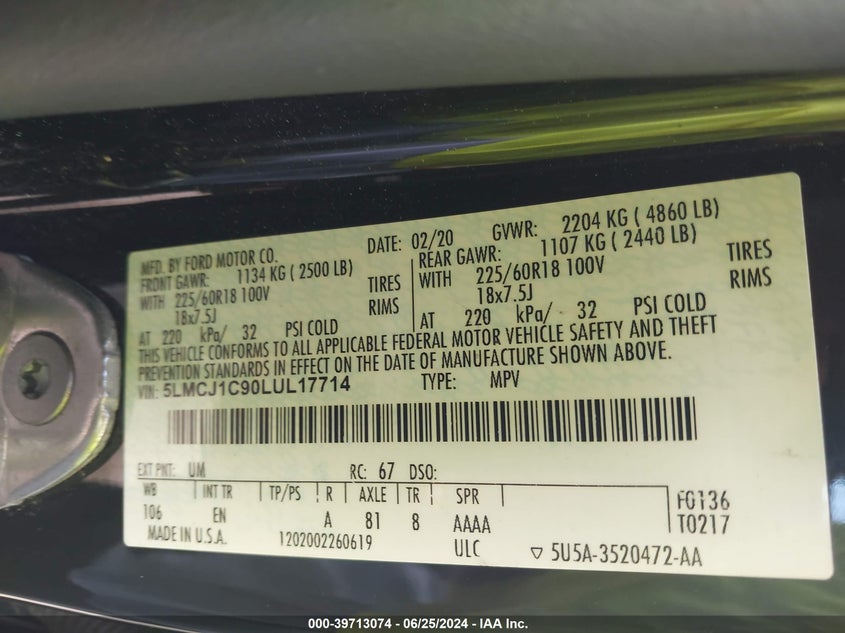 MFD. BY FORD MOTOR CO. DATE: 02/20 GVWR: 2204 KG ( 4860 LB)
FRONT GAWR: 1134 KG ( 2500 LB) REAR GAWR: 1107 KG ( 2440 LB)
WITH 225/60R18 100V TIRES WITH 225/60R18 100V TIRES
18x7.5J RIMS 18x7.5J RIMS
AT 220 kPa/ 32 PSI COLD AT 220 kPa/ 32 PSI COLD
THIS VEHICLE CONFORMS TO ALL APPLICABLE FEDERAL MOTOR VEHICLE SAFETY AND THEFT
PREVENTION STANDARDS IN EFFECT ON THE DATE OF MANUFACTURE SHOWN ABOVE.
VIN: 5LMCJ1C90LUL17714 TYPE: MPV
EXT PNT: UM RC: 67 DSO:
WB INT TR TP/PS R AXLE TR SPR F0136
106 EN A 81 8 AAAA T0217
MADE IN U.S.A. 1202002260619 ULC ▽ 5U5A-3520472-AA
000-39713074 - 06/25/2024 - IAA Inc.